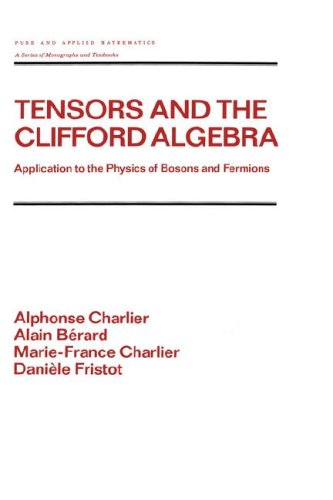 PURE AND APPLIED MATHEMATICS
A Series of Monographs and Textbooks
TENSORS AND THE
CLIFFORD ALGEBRA
Application to the Physics of Bosons and Fermions
Alphonse Charlier
Alain Bérard
Marie-France Charlier
Danièle Fristot